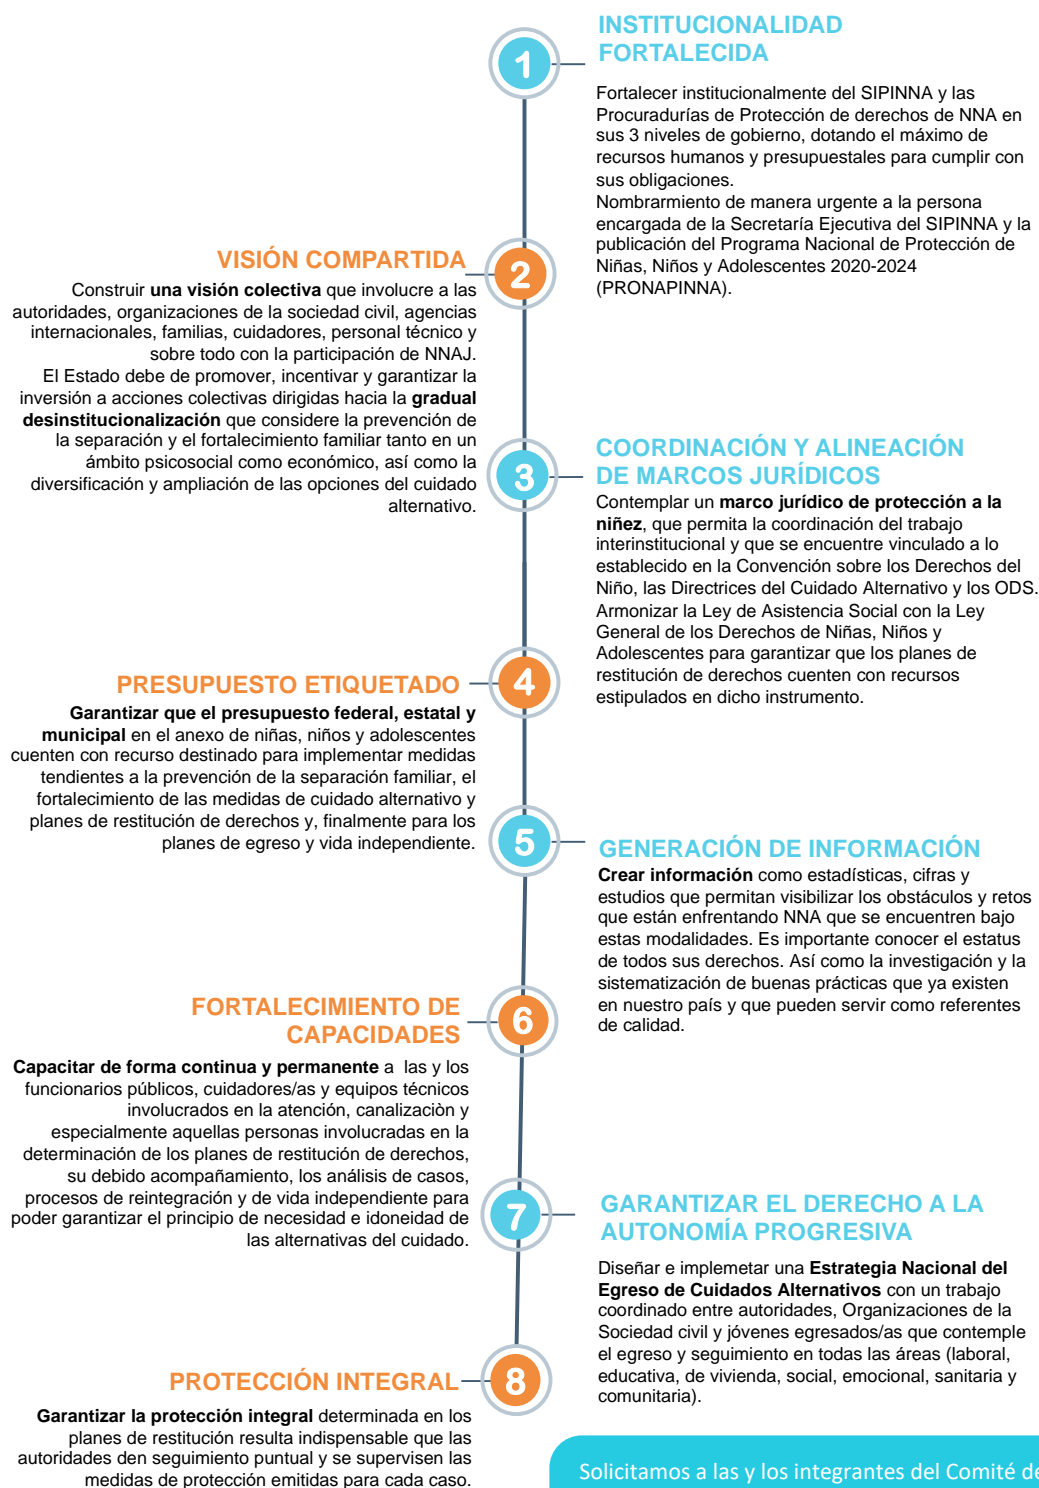 1
INSTITUCIONALIDAD
FORTALECIDA
Fortalecer institucionalmente del SIPINNA y las
Procuradurías de Protección de derechos de NNA en
sus 3 niveles de gobierno, dotando el máximo de
recursos humanos y presupuestales para cumplir con
sus obligaciones.
Nombrarmiento de manera urgente a la persona
encargada de la Secretaría Ejecutiva del SIPINNA y la
publicación del Programa Nacional de Protección de
Niñas, Niños y Adolescentes 2020-2024
(PRONAPINNA).
2
VISIÓN COMPARTIDA
Construir una visión colectiva que involucre a las
autoridades, organizaciones de la sociedad civil, agencias
internacionales, familias, cuidadores, personal técnico y
sobre todo con la participación de NNAJ.
El Estado debe de promover, incentivar y garantizar la
inversión a acciones colectivas dirigidas hacia la gradual
desinstitucionalización que considere la prevención de
la separación y el fortalecimiento familiar tanto en un
ámbito psicosocial como económico, así como la
diversificación y ampliación de las opciones del cuidado
alternativo.
3
COORDINACIÓN Y ALINEACIÓN
DE MARCOS JURÍDICOS
Contemplar un marco jurídico de protección a la
niñez, que permita la coordinación del trabajo
interinstitucional y que se encuentre vinculado a lo
establecido en la Convención sobre los Derechos del
Niño, las Directrices del Cuidado Alternativo y los ODS.
Armonizar la Ley de Asistencia Social con la Ley
General de los Derechos de Niñas, Niños y
Adolescentes para garantizar que los planes de
restitución de derechos cuenten con recursos
estipulados en dicho instrumento.
4
PRESUPUESTO ETIQUETADO
Garantizar que el presupuesto federal, estatal y
municipal en el anexo de niñas, niños y adolescentes
cuenten con recurso destinado para implementar medidas
tendientes a la prevención de la separación familiar, el
fortalecimiento de las medidas de cuidado alternativo y
planes de restitución de derechos y, finalmente para los
planes de egreso y vida independiente.
5
GENERACIÓN DE INFORMACIÓN
Crear información como estadísticas, cifras y
estudios que permitan visibilizar los obstáculos y retos
que están enfrentando NNA que se encuentren bajo
estas modalidades. Es importante conocer el estatus
de todos sus derechos. Así como la investigación y la
sistematización de buenas prácticas que ya existen
en nuestro país y que pueden servir como referentes
de calidad.
6
FORTALECIMIENTO DE
CAPACIDADES
Capacitar de forma continua y permanente a las y los
funcionarios públicos, cuidadores/as y equipos técnicos
involucrados en la atención, canalizaciòn y
especialmente aquellas personas involucradas en la
determinación de los planes de restitución de derechos,
su debido acompañamiento, los análisis de casos,
procesos de reintegración y de vida independiente para
poder garantizar el principio de necesidad e idoneidad de
las alternativas del cuidado.
7
GARANTIZAR EL DERECHO A LA
AUTONOMÍA PROGRESIVA
Diseñar e implemetar una Estrategia Nacional del
Egreso de Cuidados Alternativos con un trabajo
coordinado entre autoridades, Organizaciones de la
Sociedad civil y jóvenes egresados/as que contemple
el egreso y seguimiento en todas las áreas (laboral,
educativa, de vivienda, social, emocional, sanitaria y
comunitaria).
8
PROTECCIÓN INTEGRAL
Garantizar la protección integral determinada en los
planes de restitución resulta indispensable que las
autoridades den seguimiento puntual y se supervisen las
medidas de protección emitidas para cada caso.
Solicitamos a las y los integrantes del Comité de